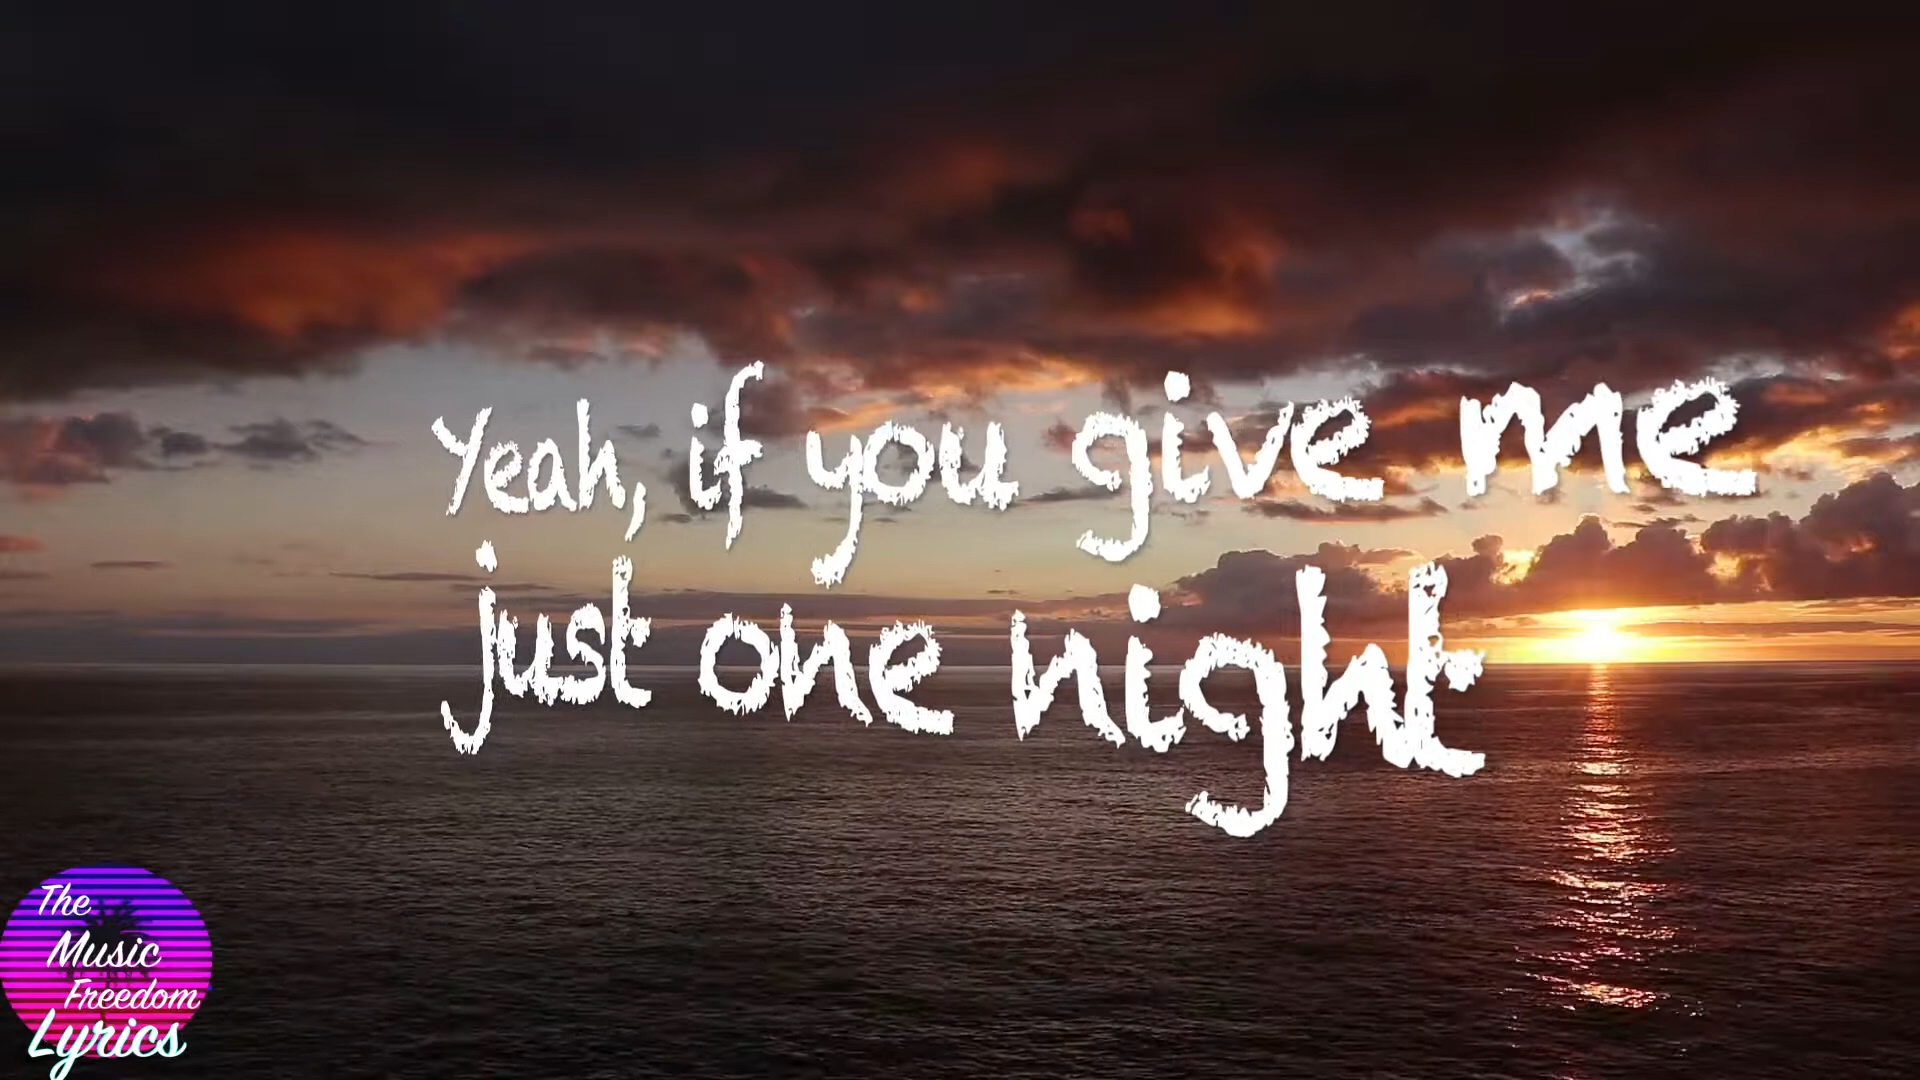 Yeah, if you give me
just one night
The
Music
Freedom
Lyrics